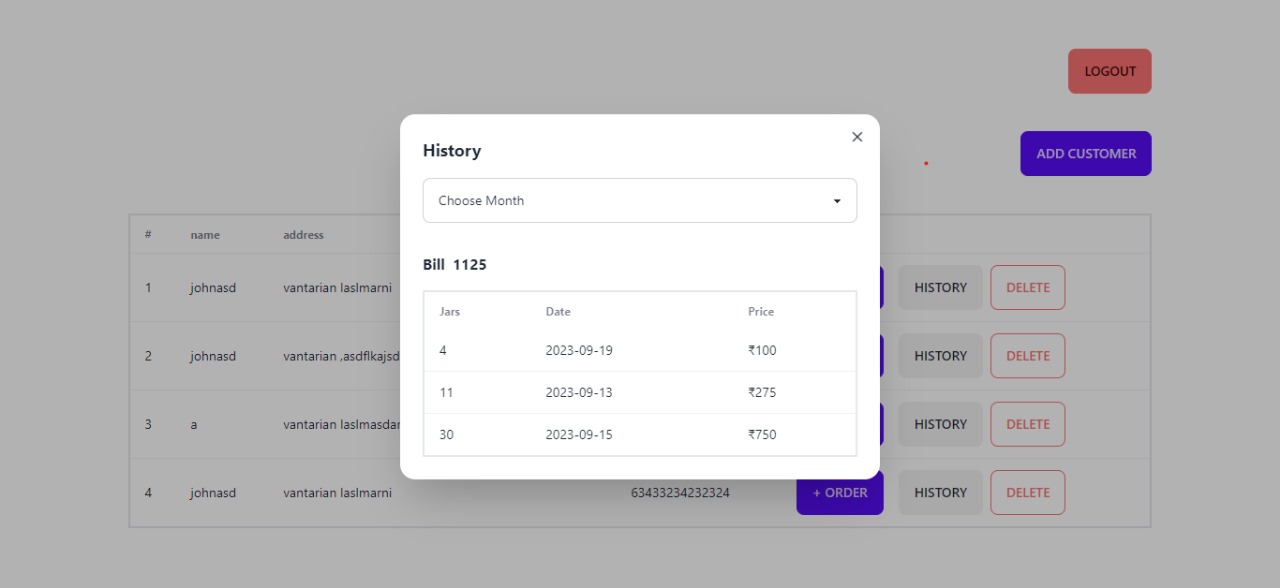 LOGOUT
ADD CUSTOMER
History
Choose Month
Bill 1125
Jars Date Price
4 2023-09-19 ₹100
11 2023-09-13 ₹275
30 2023-09-15 ₹750
# name address
1 johnasd vantarian laslmarni HISTORY DELETE
2 johnasd vantarian ,asdflkajsd HISTORY DELETE
3 a vantarian HISTORY DELETE
4 johnasd vantarian laslmarni 63433234232324 + ORDER HISTORY DELETE